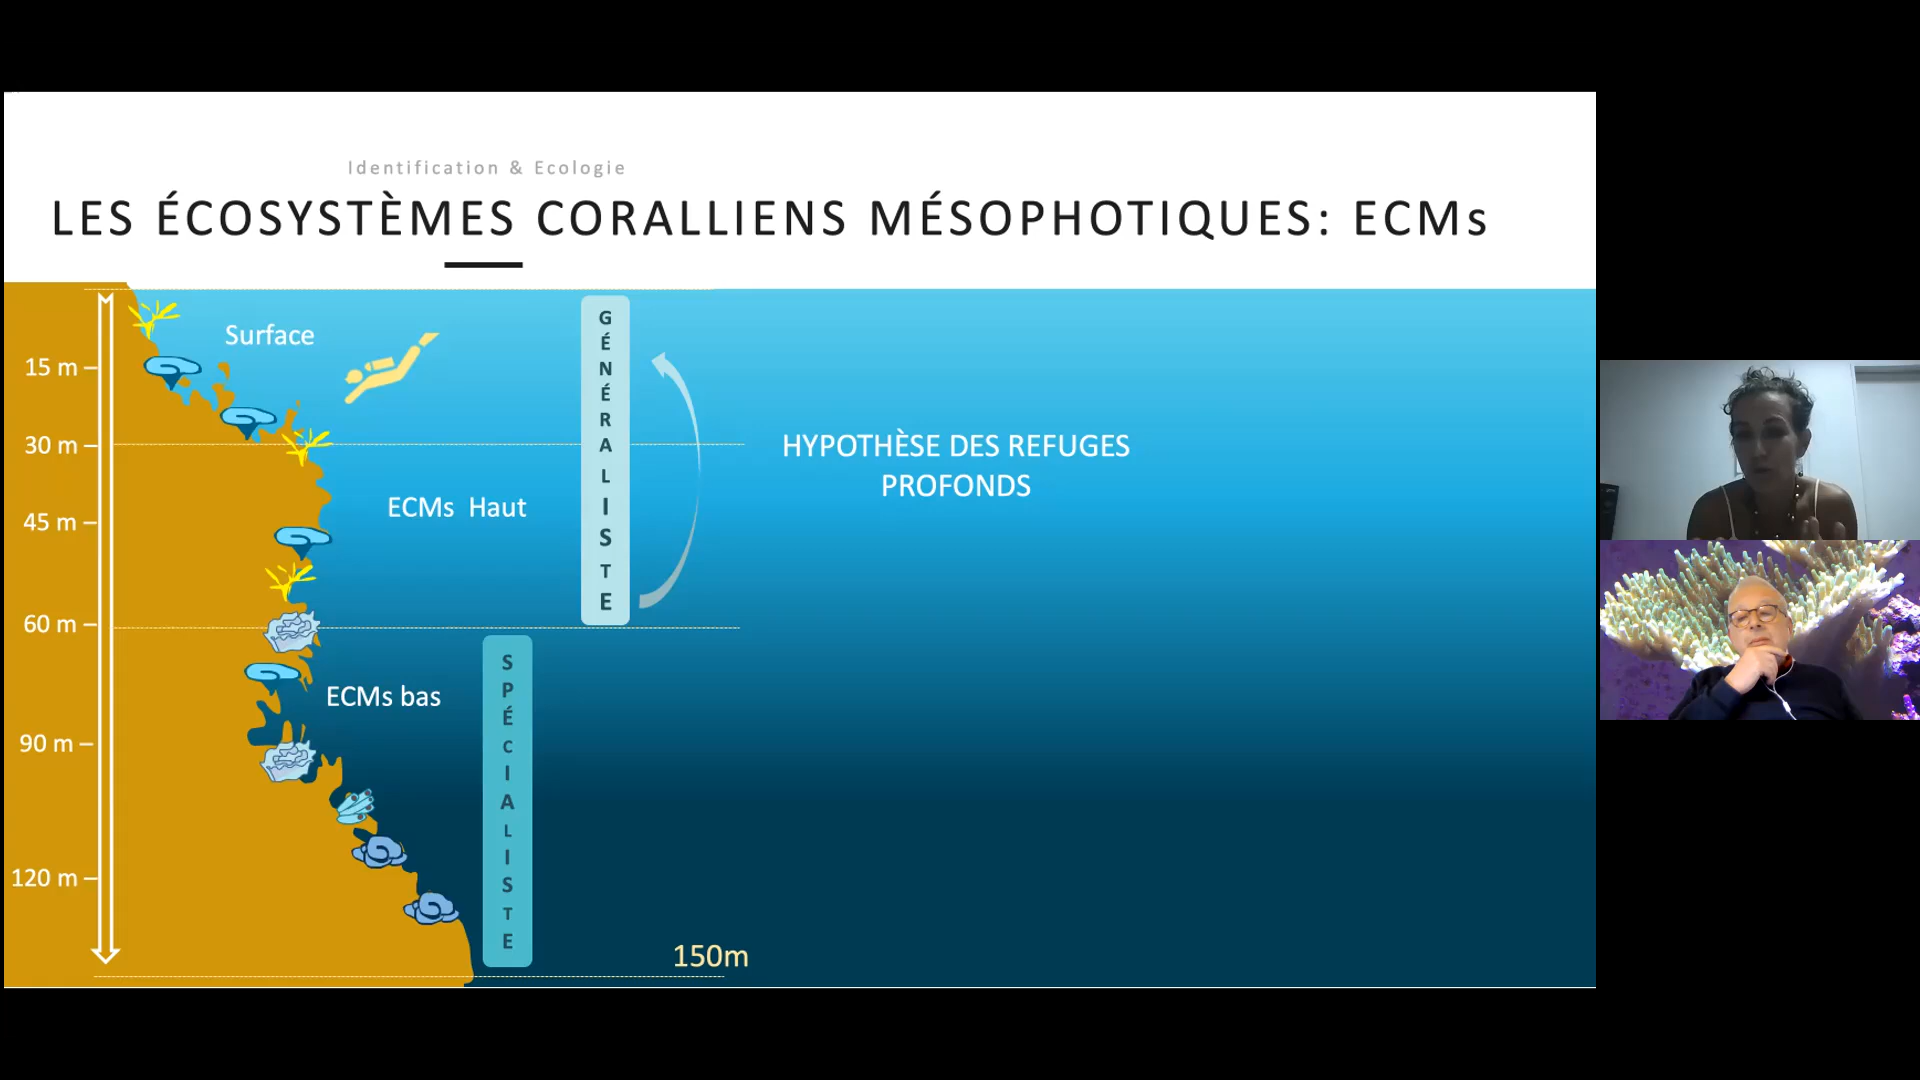 Identification & Ecologie
LES ÉCOSYSTÈMES CORALLIENS MÉSOPHOTIQUES: ECMs
Surface
15 m
30 m
ECMs Haut
45 m
60 m
GÉNÉRALISTE
HYPOTHÈSE DES REFUGES
PROFONDS
ECMs bas
90 m
120 m
SPÉCIALISTE
150m